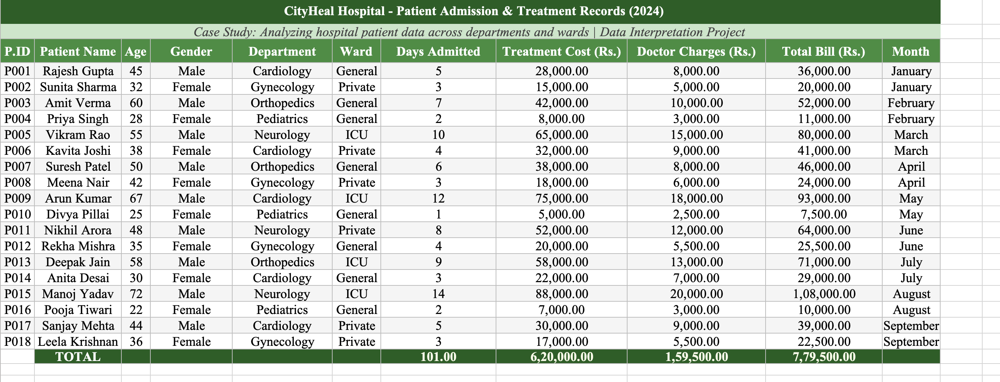 CityHeal Hospital - Patient Admission & Treatment Records (2024)
Case Study: Analyzing hospital patient data across departments and wards | Data Interpretation Project
P.ID Patient Name Age Gender Department Ward Days Admitted Treatment Cost (Rs.) Doctor Charges (Rs.) Total Bill (Rs.) Month
P001 Rajesh Gupta 45 Male Cardiology General 5 28,000.00 8,000.00 36,000.00 January
P002 Sunita Sharma 32 Female Gynecology Private 3 15,000.00 5,000.00 20,000.00 January
P003 Amit Verma 60 Male Orthopedics General 7 42,000.00 10,000.00 52,000.00 February
P004 Priya Singh 28 Female Pediatrics General 2 8,000.00 3,000.00 11,000.00 February
P005 Vikram Rao 55 Male Neurology ICU 10 65,000.00 15,000.00 80,000.00 March
P006 Kavita Joshi 38 Female Cardiology Private 4 32,000.00 9,000.00 41,000.00 March
P007 Suresh Patel 50 Male Orthopedics General 6 38,000.00 8,000.00 46,000.00 April
P008 Meena Nair 42 Female Gynecology Private 3 18,000.00 6,000.00 24,000.00 April
P009 Arun Kumar 67 Male Cardiology ICU 12 75,000.00 18,000.00 93,000.00 May
P010 Divya Pillai 25 Female Pediatrics General 1 5,000.00 2,500.00 7,500.00 May
P011 Nikhil Arora 48 Male Neurology Private 8 52,000.00 12,000.00 64,000.00 June
P012 Rekha Mishra 35 Female Gynecology General 4 20,000.00 5,500.00 25,500.00 June
P013 Deepak Jain 58 Male Orthopedics ICU 9 58,000.00 13,000.00 71,000.00 July
P014 Anita Desai 30 Female Cardiology General 3 22,000.00 7,000.00 29,000.00 July
P015 Manoj Yadav 72 Male Neurology ICU 14 88,000.00 20,000.00 1,08,000.00 August
P016 Pooja Tiwari 22 Female Pediatrics General 2 7,000.00 3,000.00 10,000.00 August
P017 Sanjay Mehta 44 Male Cardiology Private 5 30,000.00 9,000.00 39,000.00 September
P018 Leela Krishnan 36 Female Gynecology Private 3 17,000.00 5,500.00 22,500.00 September
TOTAL 101.00 6,20,000.00 1,59,500.00 7,79,500.00